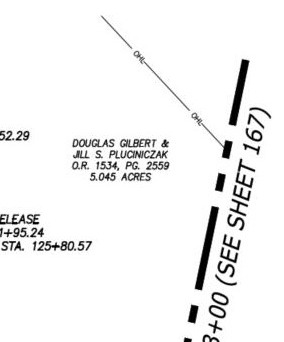 OHL
OHL
52.29
DOUGLAS GILBERT &
JILL S. PLUCINICZAK
O.R. 1534, PG. 2559
5.045 ACRES
ELEASE
1+95.24
STA. 125+80.57
3+00 (SEE SHEET 167)